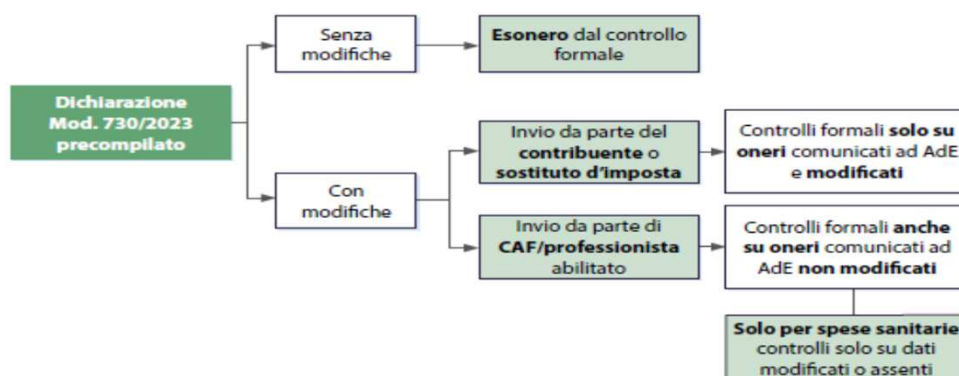 Senza
modifiche
Esonero dal controllo
formale
Dichiarazione
Mod. 730/2023
precompilato
Con
modifiche
Invio da parte del
contribuente o
sostituto d'imposta
Controlli formali solo su
oneri comunicati ad AdE
e modificati
Invio da parte di
CAF/professionista
abilitato
Controlli formali anche
su oneri comunicati ad
AdE non modificati
Solo per spese sanitarie
controlli solo su dati
modificati o assenti